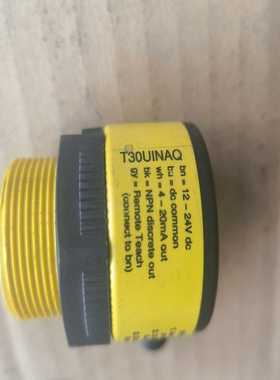 T30UINAQ
bn = 12 – 24V dc
bu = dc common
wh = 4 – 20mA out
bk = NPN discrete out
gy = Remote Teach
(connect to bn)